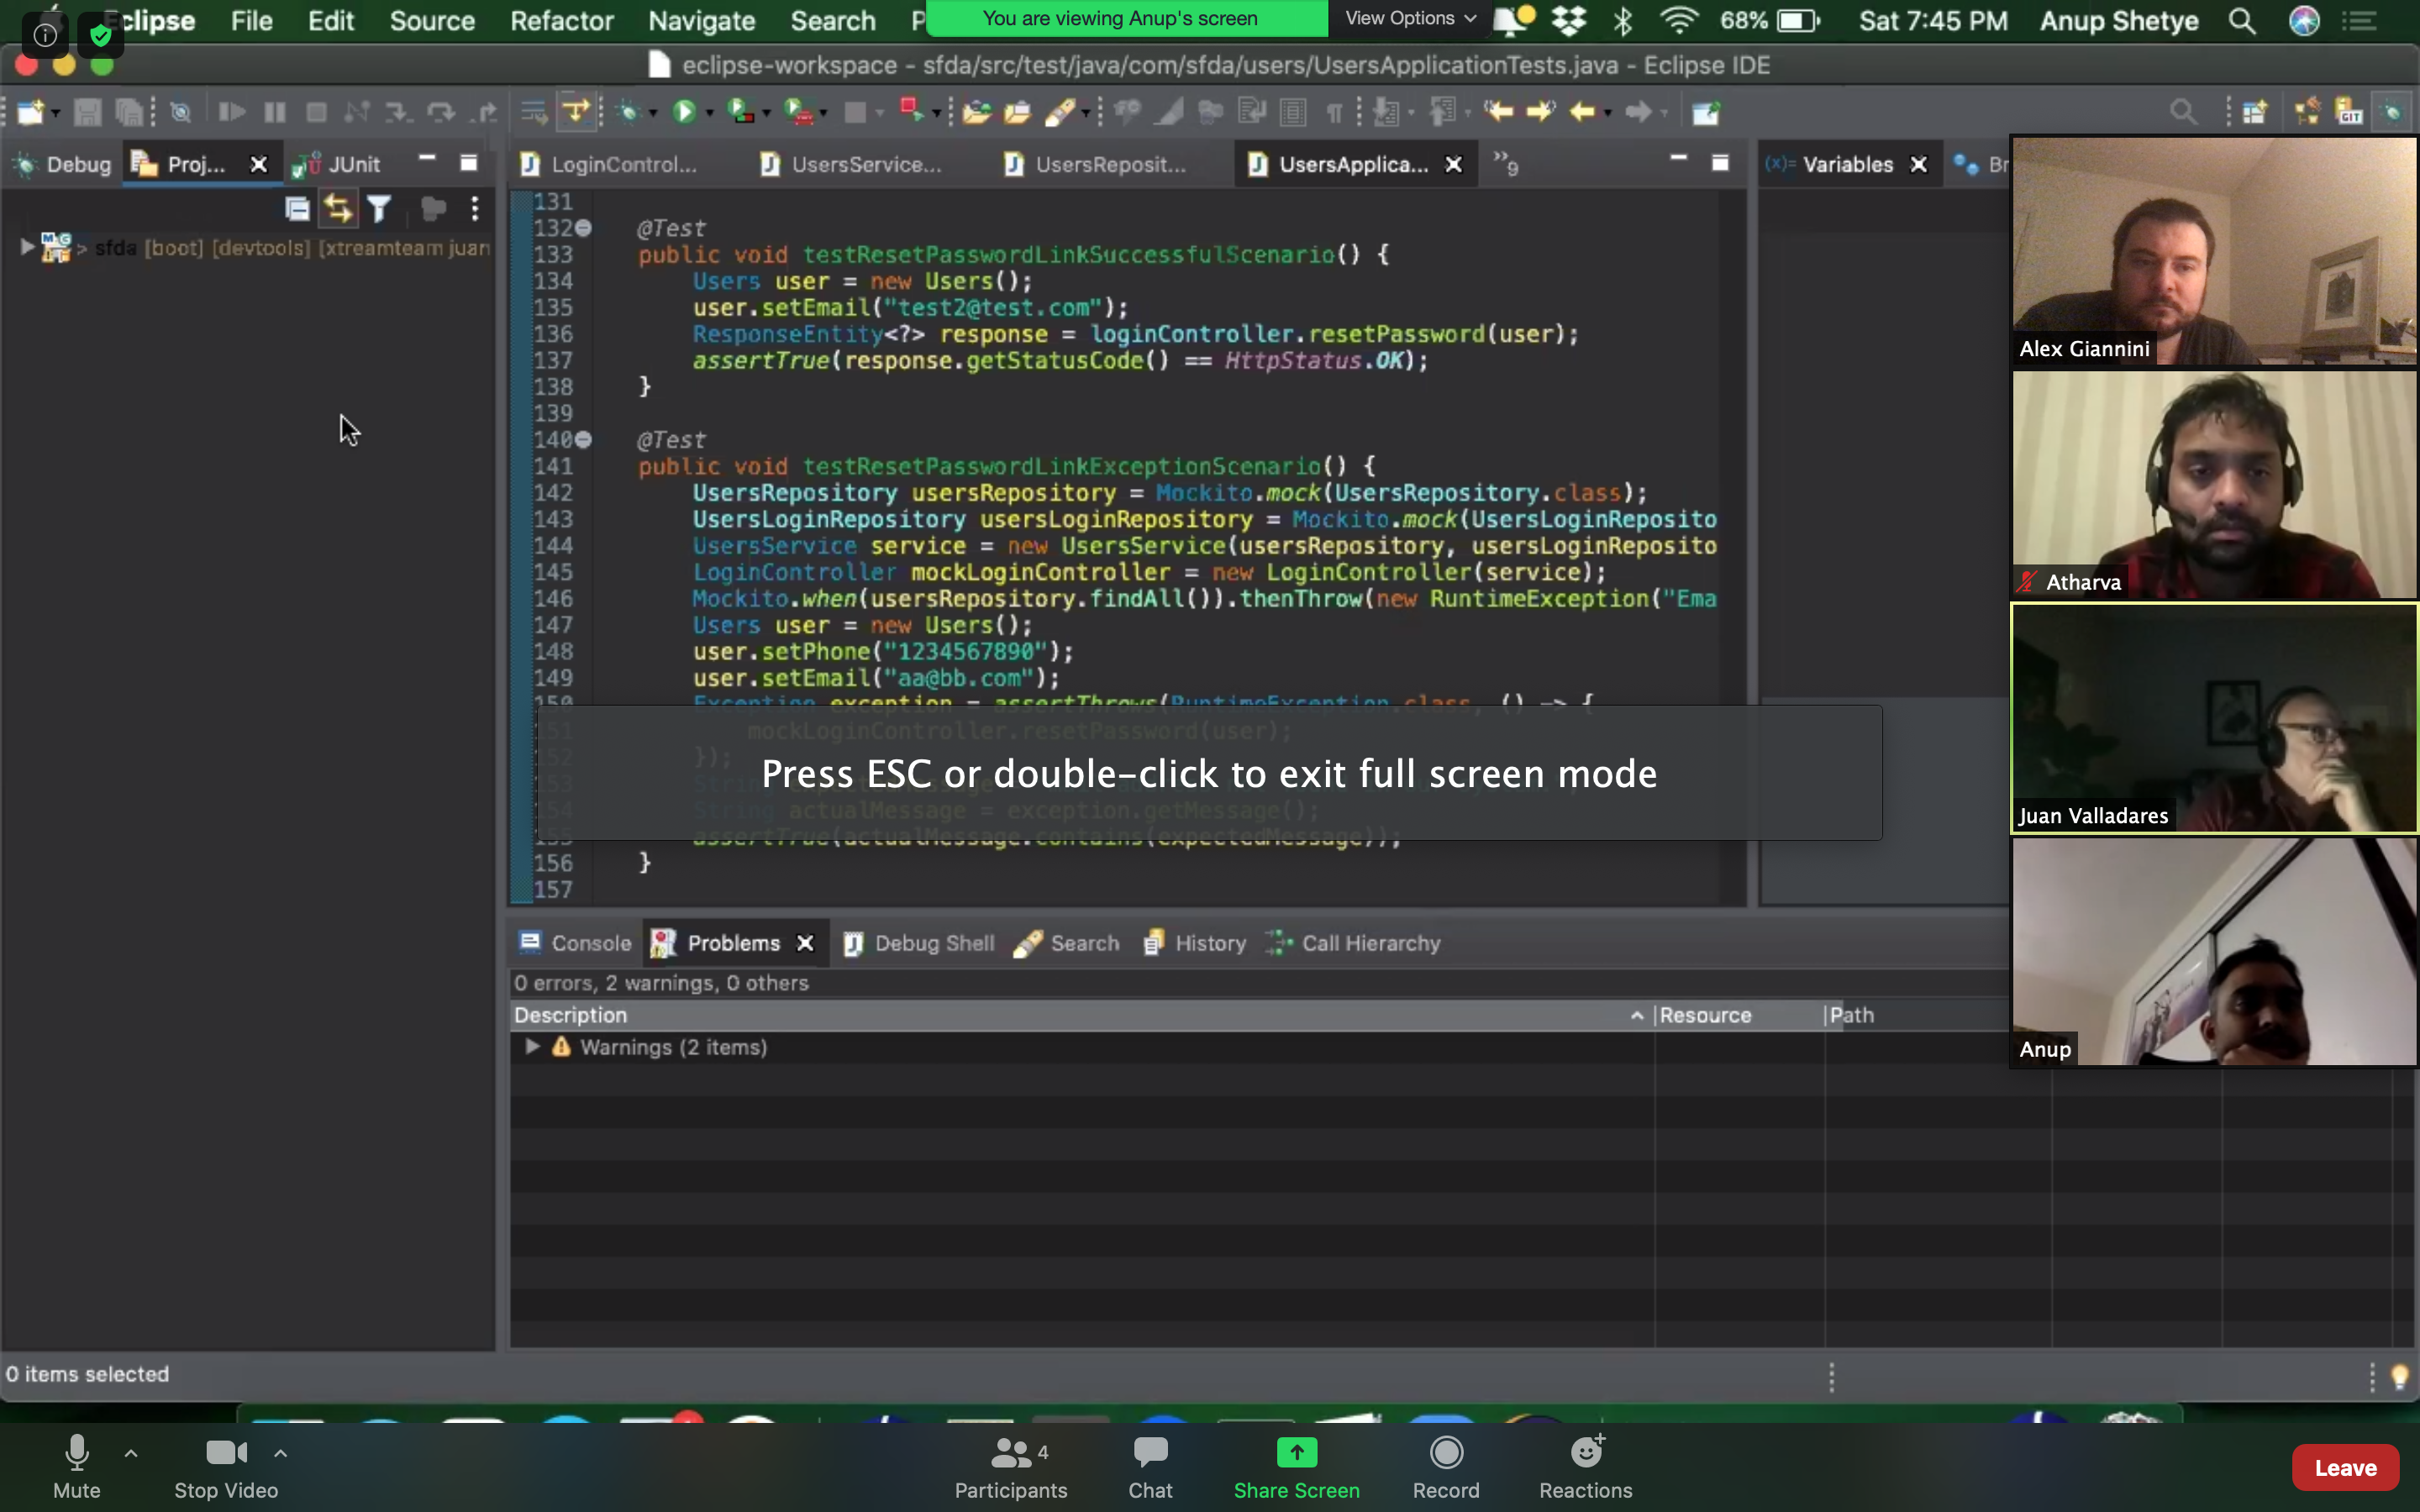 Eclipse File Edit Source Refactor Navigate Search P
You are viewing Anup's screen View Options
68% Sat 7:45 PM Anup Shetye
eclipse-workspace - sfda/src/test/java/com/sfda/users/UsersApplicationTests.java - Eclipse IDE
GIT
Debug Proj... JUnit
LoginControl... UsersService... UsersReposit... UsersApplica... »9
(x)= Variables Br
> sfda [boot] [devtools] [xtreamteam juan
131
132 @Test
133 public void testResetPasswordLinkSuccessfulScenario() {
134 Users user = new Users();
135 user.setEmail("test2@test.com");
136 ResponseEntity<?> response = loginController.resetPassword(user);
137 assertTrue(response.getStatusCode() == HttpStatus.OK);
138 }
139
140 @Test
141 public void testResetPasswordLinkExceptionScenario() {
142 UsersRepository usersRepository = Mockito.mock(UsersRepository.class);
143 UsersLoginRepository usersLoginRepository = Mockito.mock(UsersLoginReposito
144 UsersService service = new UsersService(usersRepository, usersLoginReposito
145 LoginController mockLoginController = new LoginController(service);
146 Mockito.when(usersRepository.findAll()).thenThrow(new RuntimeException("Ema
147 Users user = new Users();
148 user.setPhone("1234567890");
149 user.setEmail("aa@bb.com");
150 Exception exception = assertThrows(RuntimeException.class, () -> {
151 mockLoginController.resetPassword(user);
152 });
153 String
154 String actualMessage = exception.getMessage();
155 assertTrue(actualMessage.contains(expectedMessage));
156 }
157
Press ESC or double-click to exit full screen mode
Alex Giannini
Atharva
Juan Valladares
Anup
Console Problems Debug Shell Search History Call Hierarchy
0 errors, 2 warnings, 0 others
Description Resource Path
Warnings (2 items)
0 items selected
Mute Stop Video Participants 4 Chat Share Screen Record Reactions Leave